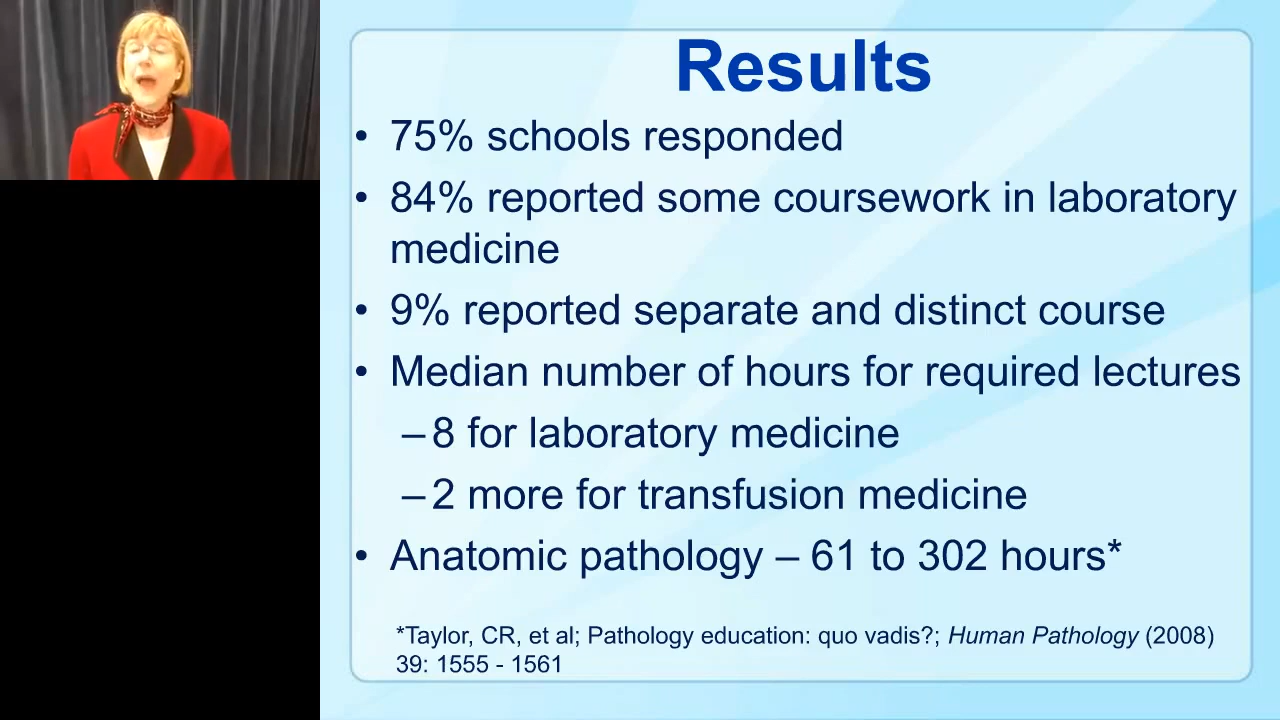 Results
• 75% schools responded
• 84% reported some coursework in laboratory
medicine
• 9% reported separate and distinct course
• Median number of hours for required lectures
– 8 for laboratory medicine
– 2 more for transfusion medicine
• Anatomic pathology – 61 to 302 hours*
*Taylor, CR, et al; Pathology education: quo vadis?; Human Pathology (2008)
39: 1555 - 1561